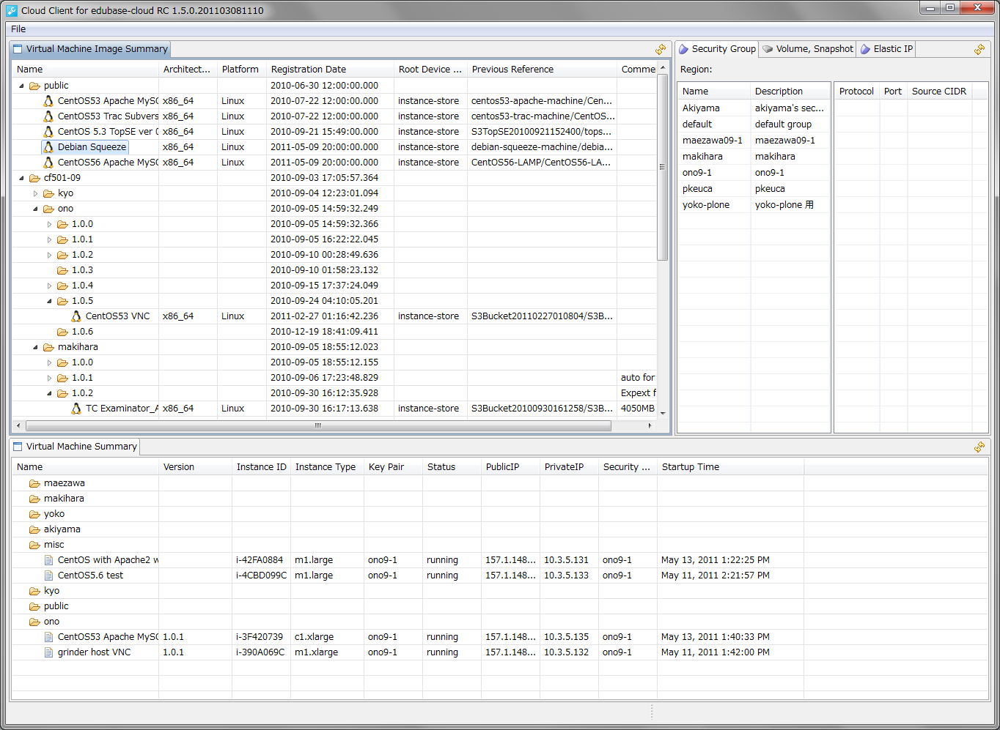 Cloud Client for edubase-cloud RC 1.5.0.201103081110
File
Virtual Machine Image Summary
Name Architect... Platform Registration Date Root Device ... Previous Reference Comme
public 2010-06-30 12:00:00.000
CentOS53 Apache MySC x86_64 Linux 2010-07-22 12:00:00.000 instance-store centos53-apache-machine/Cen...
CentOS53 Trac Subvers x86_64 Linux 2010-07-22 12:00:00.000 instance-store centos53-trac-machine/CentOS...
CentOS 5.3 TopSE ver 0 x86_64 Linux 2010-09-21 15:49:00.000 instance-store S3TopSE20100921152400/tops...
Debian Squeeze x86_64 Linux 2011-05-09 20:00:00.000 instance-store debian-squeeze-machine/debia...
CentOS56 Apache MySC x86_64 Linux 2011-05-09 20:00:00.000 instance-store CentOS56-LAMP/CentOS56-LA...
cf501-09 2010-09-03 17:05:57.364
kyo 2010-09-04 12:23:01.094
ono 2010-09-05 14:59:32.249
1.0.0 2010-09-05 14:59:32.366
1.0.1 2010-09-05 16:22:22.045
1.0.2 2010-09-10 00:28:49.636
1.0.3 2010-09-10 01:58:23.132
1.0.4 2010-09-15 17:37:24.049
1.0.5 2010-09-24 04:10:05.201
CentOS53 VNC x86_64 Linux 2011-02-27 01:16:42.236 instance-store S3Bucket20110227010804/S3B...
1.0.6 2010-12-19 18:41:09.411
makihara 2010-09-05 18:55:12.023
1.0.0 2010-09-05 18:55:12.155
1.0.1 2010-09-06 17:23:48.829 auto for
1.0.2 2010-09-30 16:12:35.928 Expext f
TC Examinator_A x86_64 Linux 2010-09-30 16:17:13.638 instance-store S3Bucket20100930161258/S3B... 4050MB
Security Group Volume, Snapshot Elastic IP
Region:
Name Description Protocol Port Source CIDR
Akiyama akiyama's sec...
default default group
maezawa09-1 maezawa09-1
makihara makihara
ono9-1 ono9-1
pkeuca pkeuca
yoko-plone yoko-plone 用
Virtual Machine Summary
Name Version Instance ID Instance Type Key Pair Status PublicIP PrivateIP Security ... Startup Time
maezawa
makihara
yoko
akiyama
misc
CentOS with Apache2 w i-42FA0884 m1.large ono9-1 running 157.1.148... 10.3.5.131 ono9-1 May 13, 2011 1:22:25 PM
CentOS5.6 test i-4CBD099C m1.large ono9-1 running 157.1.148... 10.3.5.133 ono9-1 May 11, 2011 2:21:57 PM
kyo
public
ono
CentOS53 Apache MySC 1.0.1 i-3F420739 c1.xlarge ono9-1 running 157.1.148... 10.3.5.135 ono9-1 May 13, 2011 1:40:33 PM
grinder host VNC 1.0.1 i-390A069C m1.xlarge ono9-1 running 157.1.148... 10.3.5.132 ono9-1 May 11, 2011 1:42:00 PM